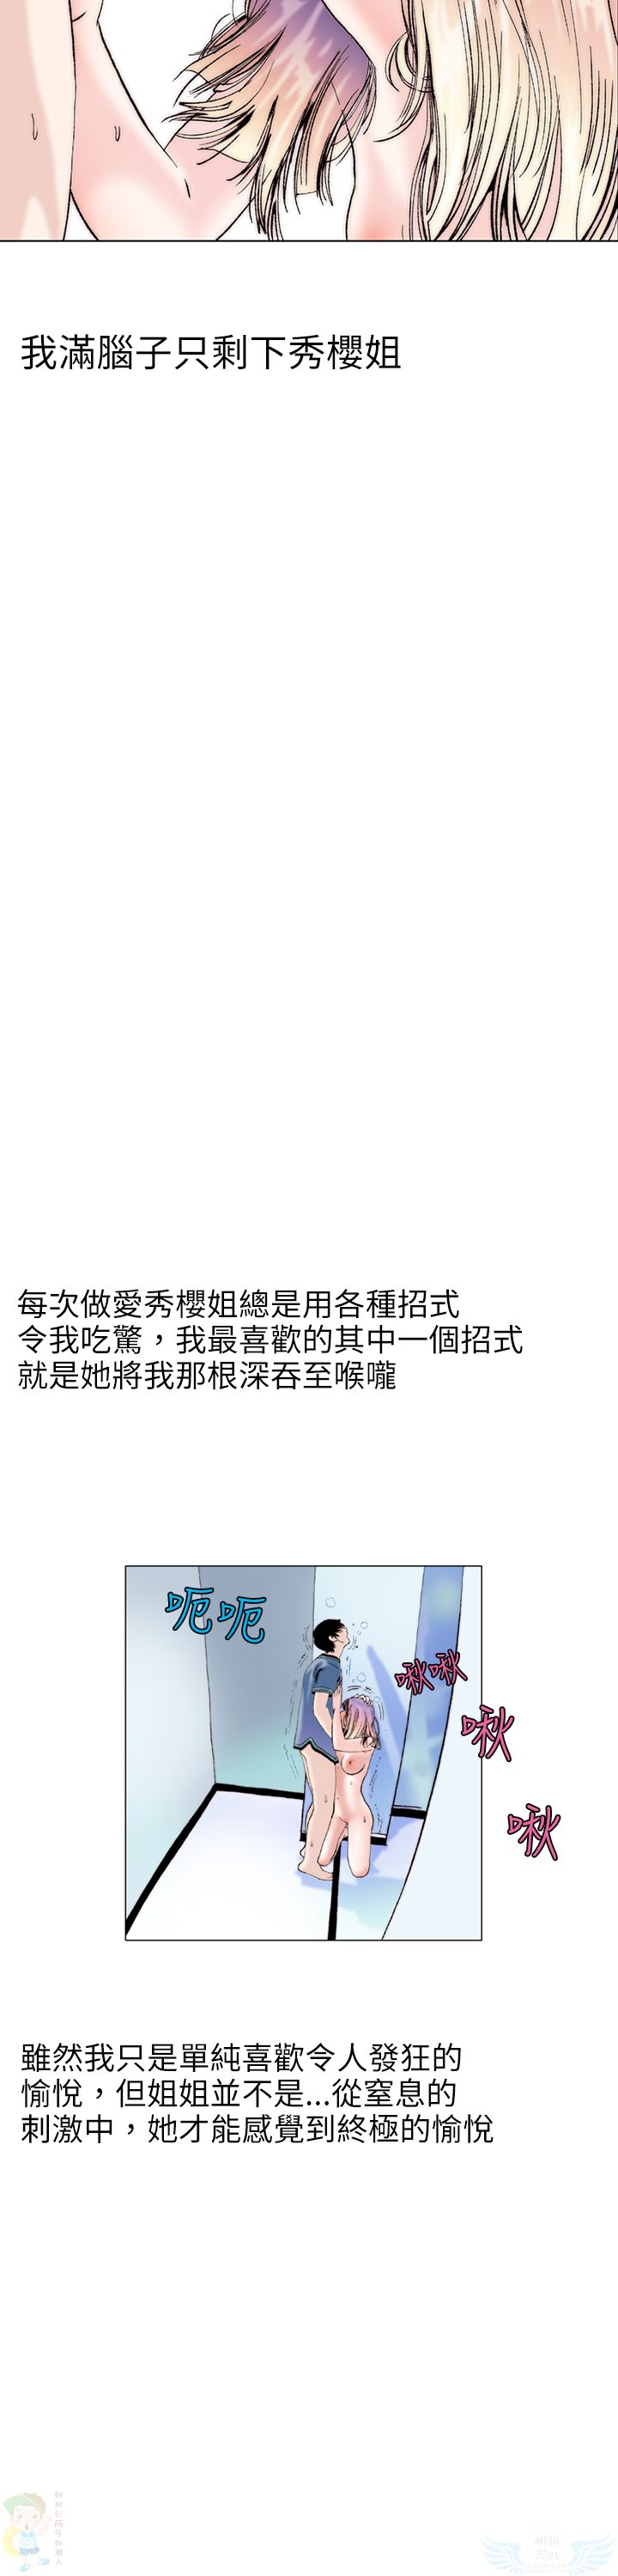 我滿腦子只剩下秀櫻姐
每次做愛秀櫻姐總是用各種招式
令我吃驚，我最喜歡的其中一個招式
就是她將我那根深吞至喉嚨
呃呃
啾啾
啾
啾
雖然我只是單純喜歡令人發狂的
愉悅，但姐姐並不是...從窒息的
刺激中，她才能感覺到終極的愉悅